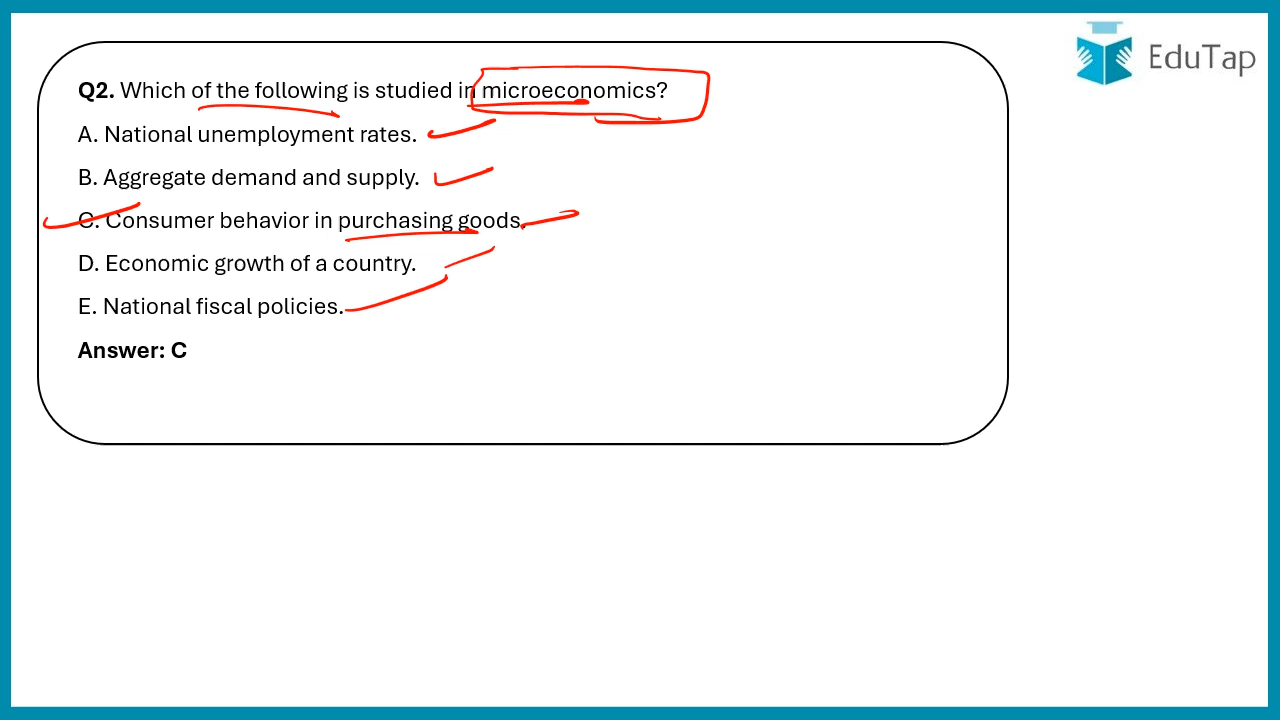 EduTap
Q2. Which of the following is studied in microeconomics?
A. National unemployment rates.
B. Aggregate demand and supply.
C. Consumer behavior in purchasing goods.
D. Economic growth of a country.
E. National fiscal policies.
Answer: C